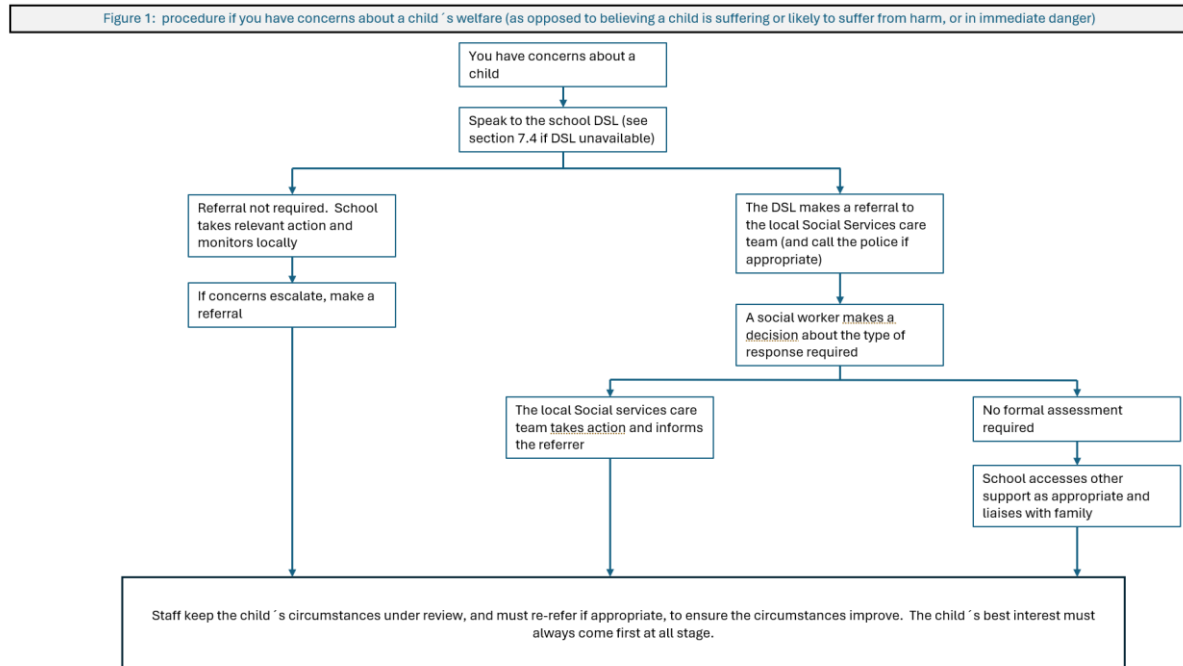 Figure 1:  procedure if you have concerns about a child´s welfare (as opposed to believing a child is suffering or likely to suffer from harm, or in immediate danger)
You have concerns about a
child
Speak to the school DSL (see
section 7.4 if DSL unavailable)
Referral not required.  School
takes relevant action and
monitors locally
If concerns escalate, make a
referral
The DSL makes a referral to
the local Social Services care
team (and call the police if
appropriate)
A social worker makes a
decision about the type of
response required
The local Social services care
team takes action and informs
the referrer
No formal assessment
required
School accesses other
support as appropriate and
liaises with family
Staff keep the child´s circumstances under review, and must re-refer if appropriate, to ensure the circumstances improve.  The child´s best interest must
always come first at all stage.